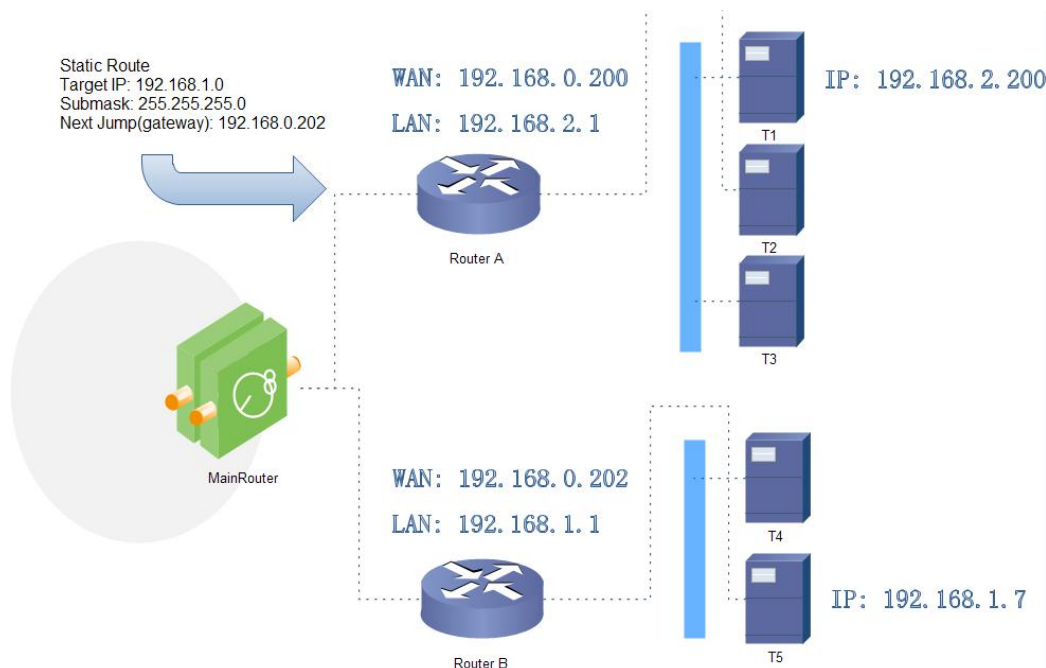 Static Route
Target IP: 192.168.1.0
Submask: 255.255.255.0
Next Jump(gateway): 192.168.0.202
WAN: 192.168.0.200
LAN: 192.168.2.1
Router A
T1
IP: 192.168.2.200
T2
T3
MainRouter
WAN: 192.168.0.202
LAN: 192.168.1.1
Router B
T4
IP: 192.168.1.7
T5